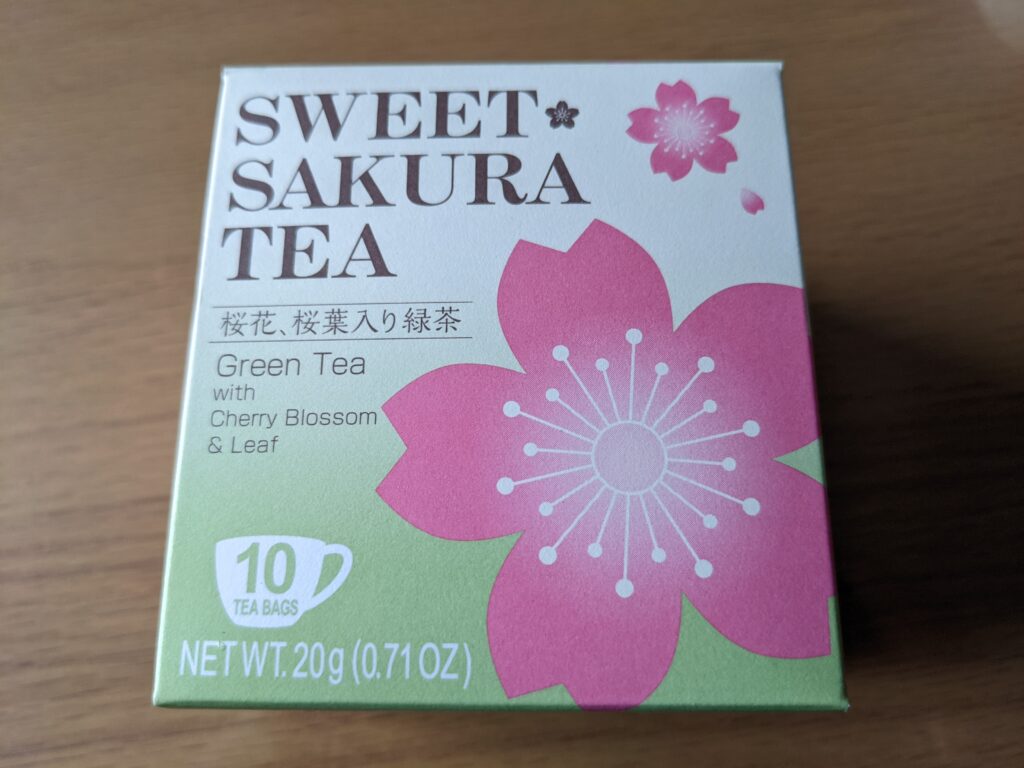 SWEET
SAKURA
TEA
桜花、桜葉入り緑茶
Green Tea
with
Cherry Blossom
& Leaf
10
TEA BAGS
NET WT. 20g (0.71 OZ)